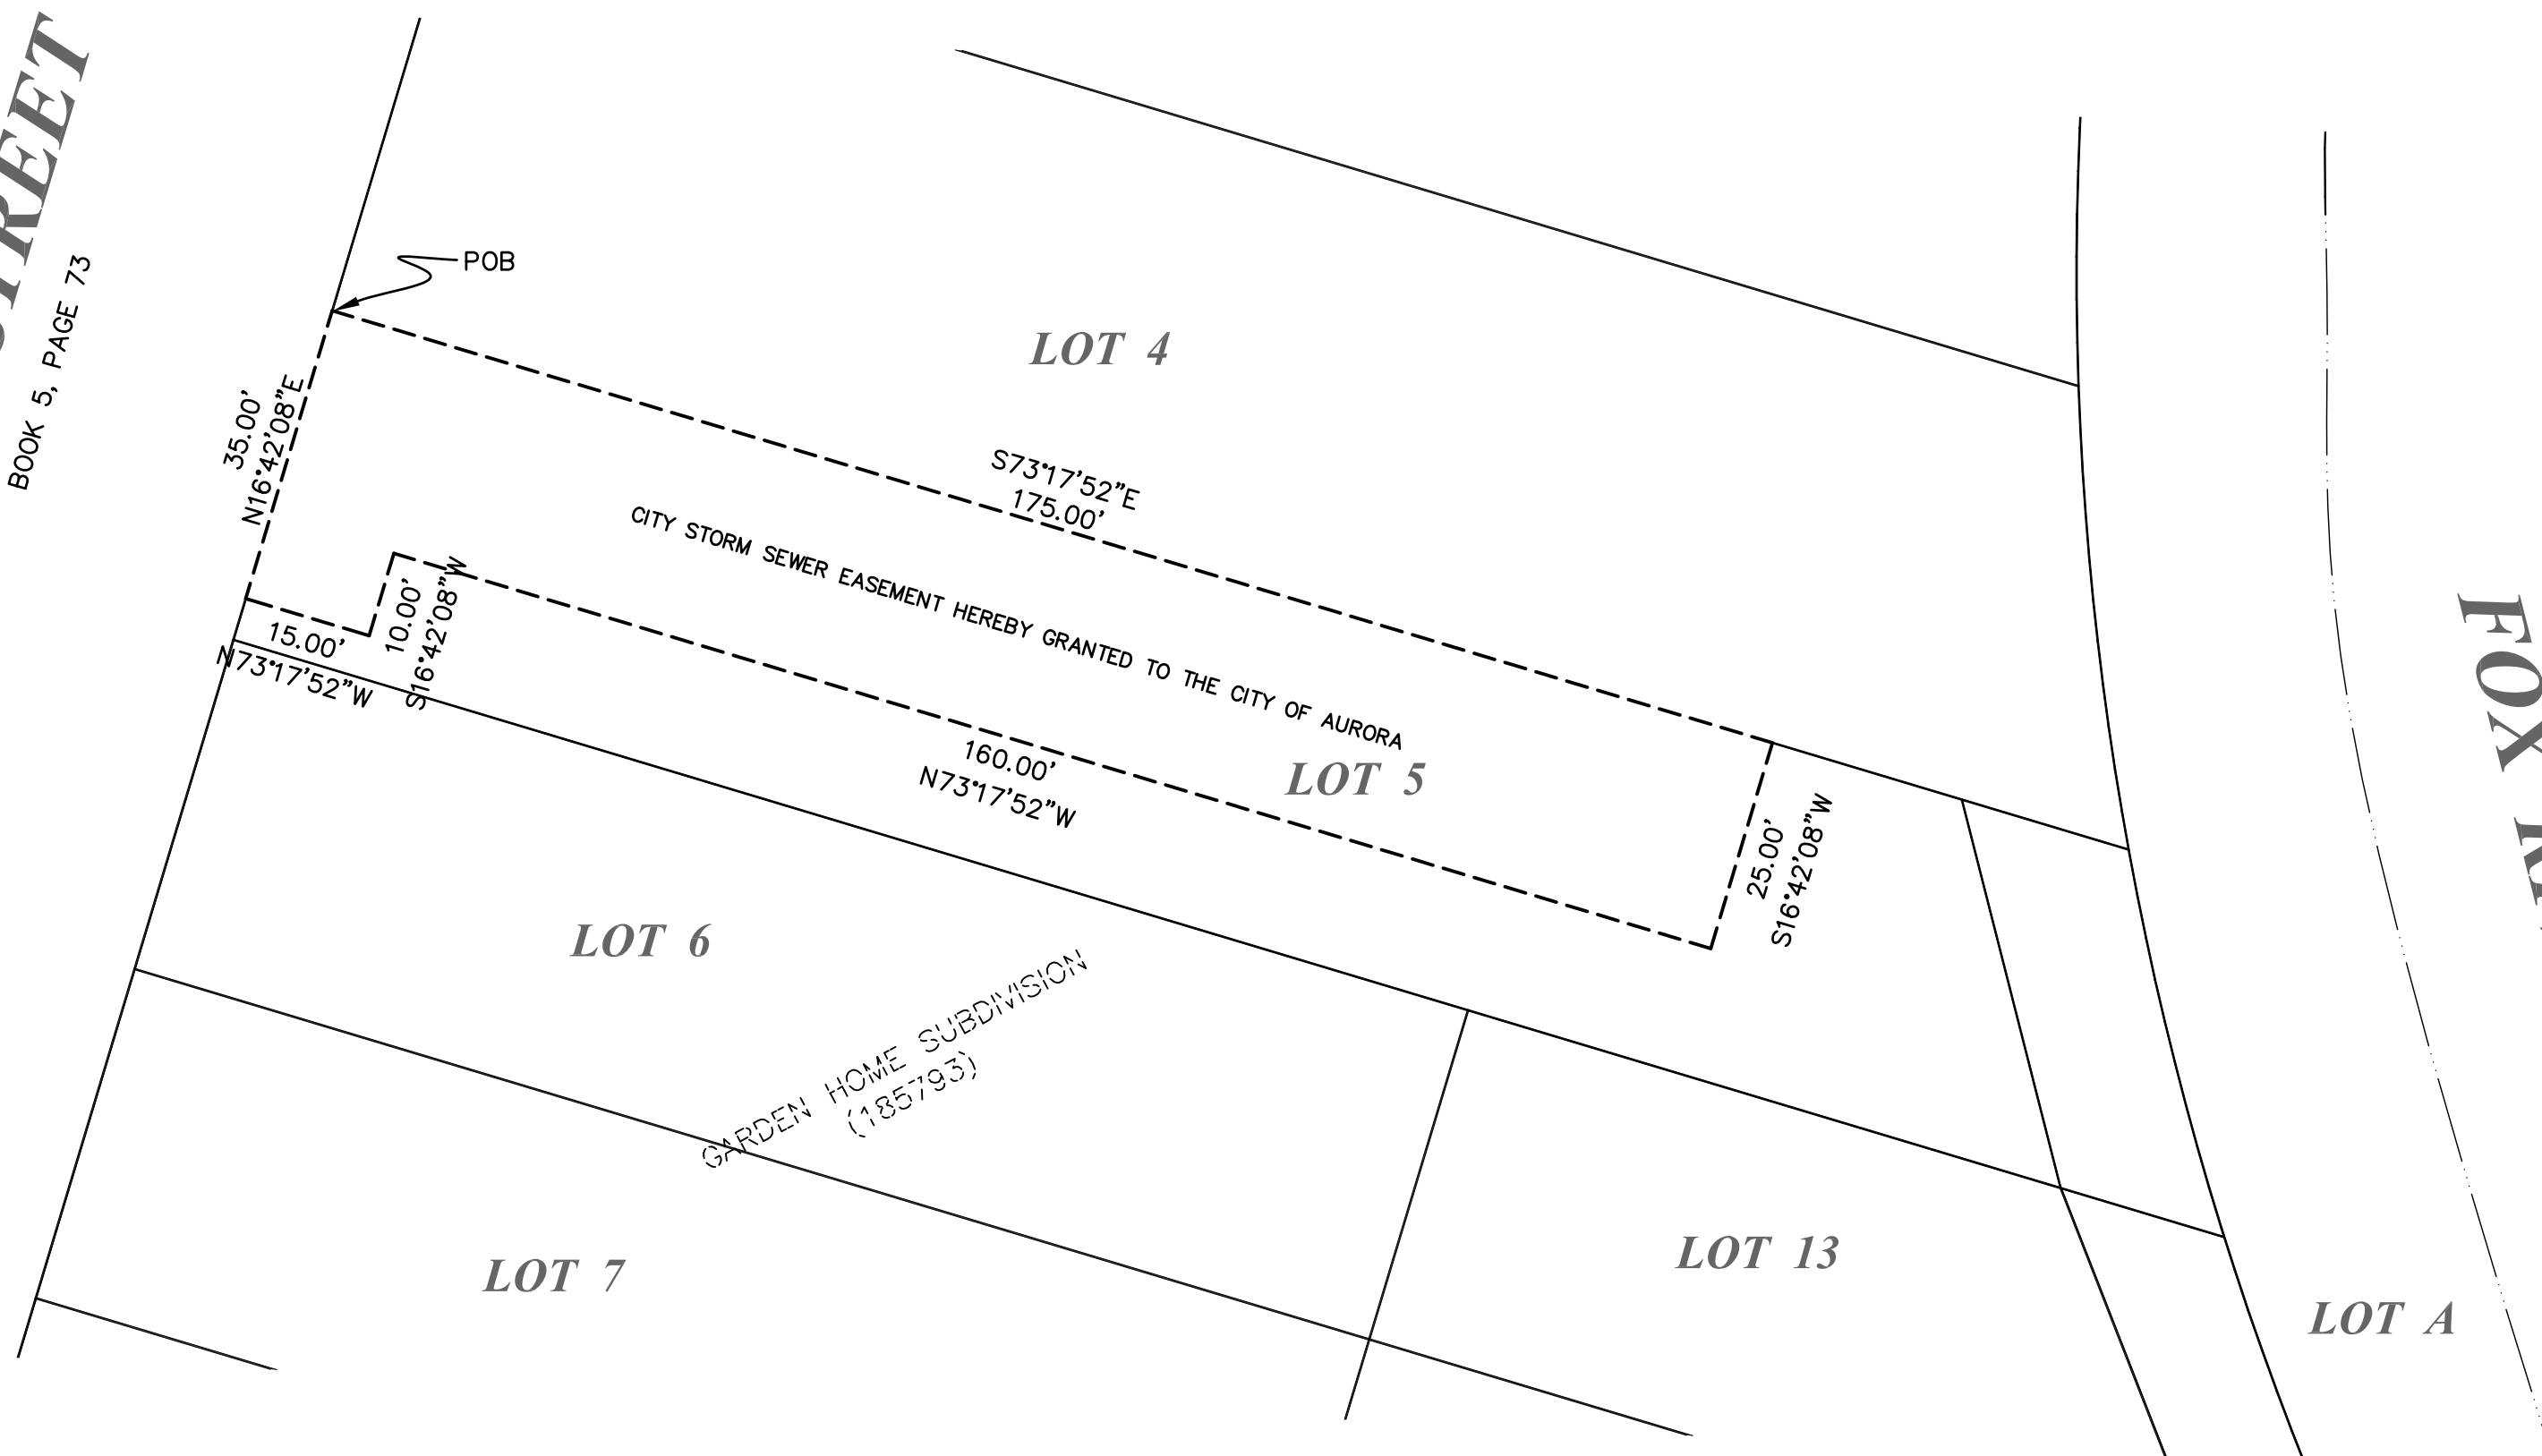 STREET
BOOK 5, PAGE 73
POB
LOT 4
35.00'
N16°42'08"E
S73°17'52"E
175.00'
CITY STORM SEWER EASEMENT HEREBY GRANTED TO THE CITY OF AURORA
10.00'
S16°42'08"W
15.00'
N73°17'52"W
160.00'
N73°17'52"W
LOT 5
25.00'
S16°42'08"W
FOX
LOT 6
GARDEN HOME SUBDIVISION
(185793)
LOT 7
LOT 13
LOT A